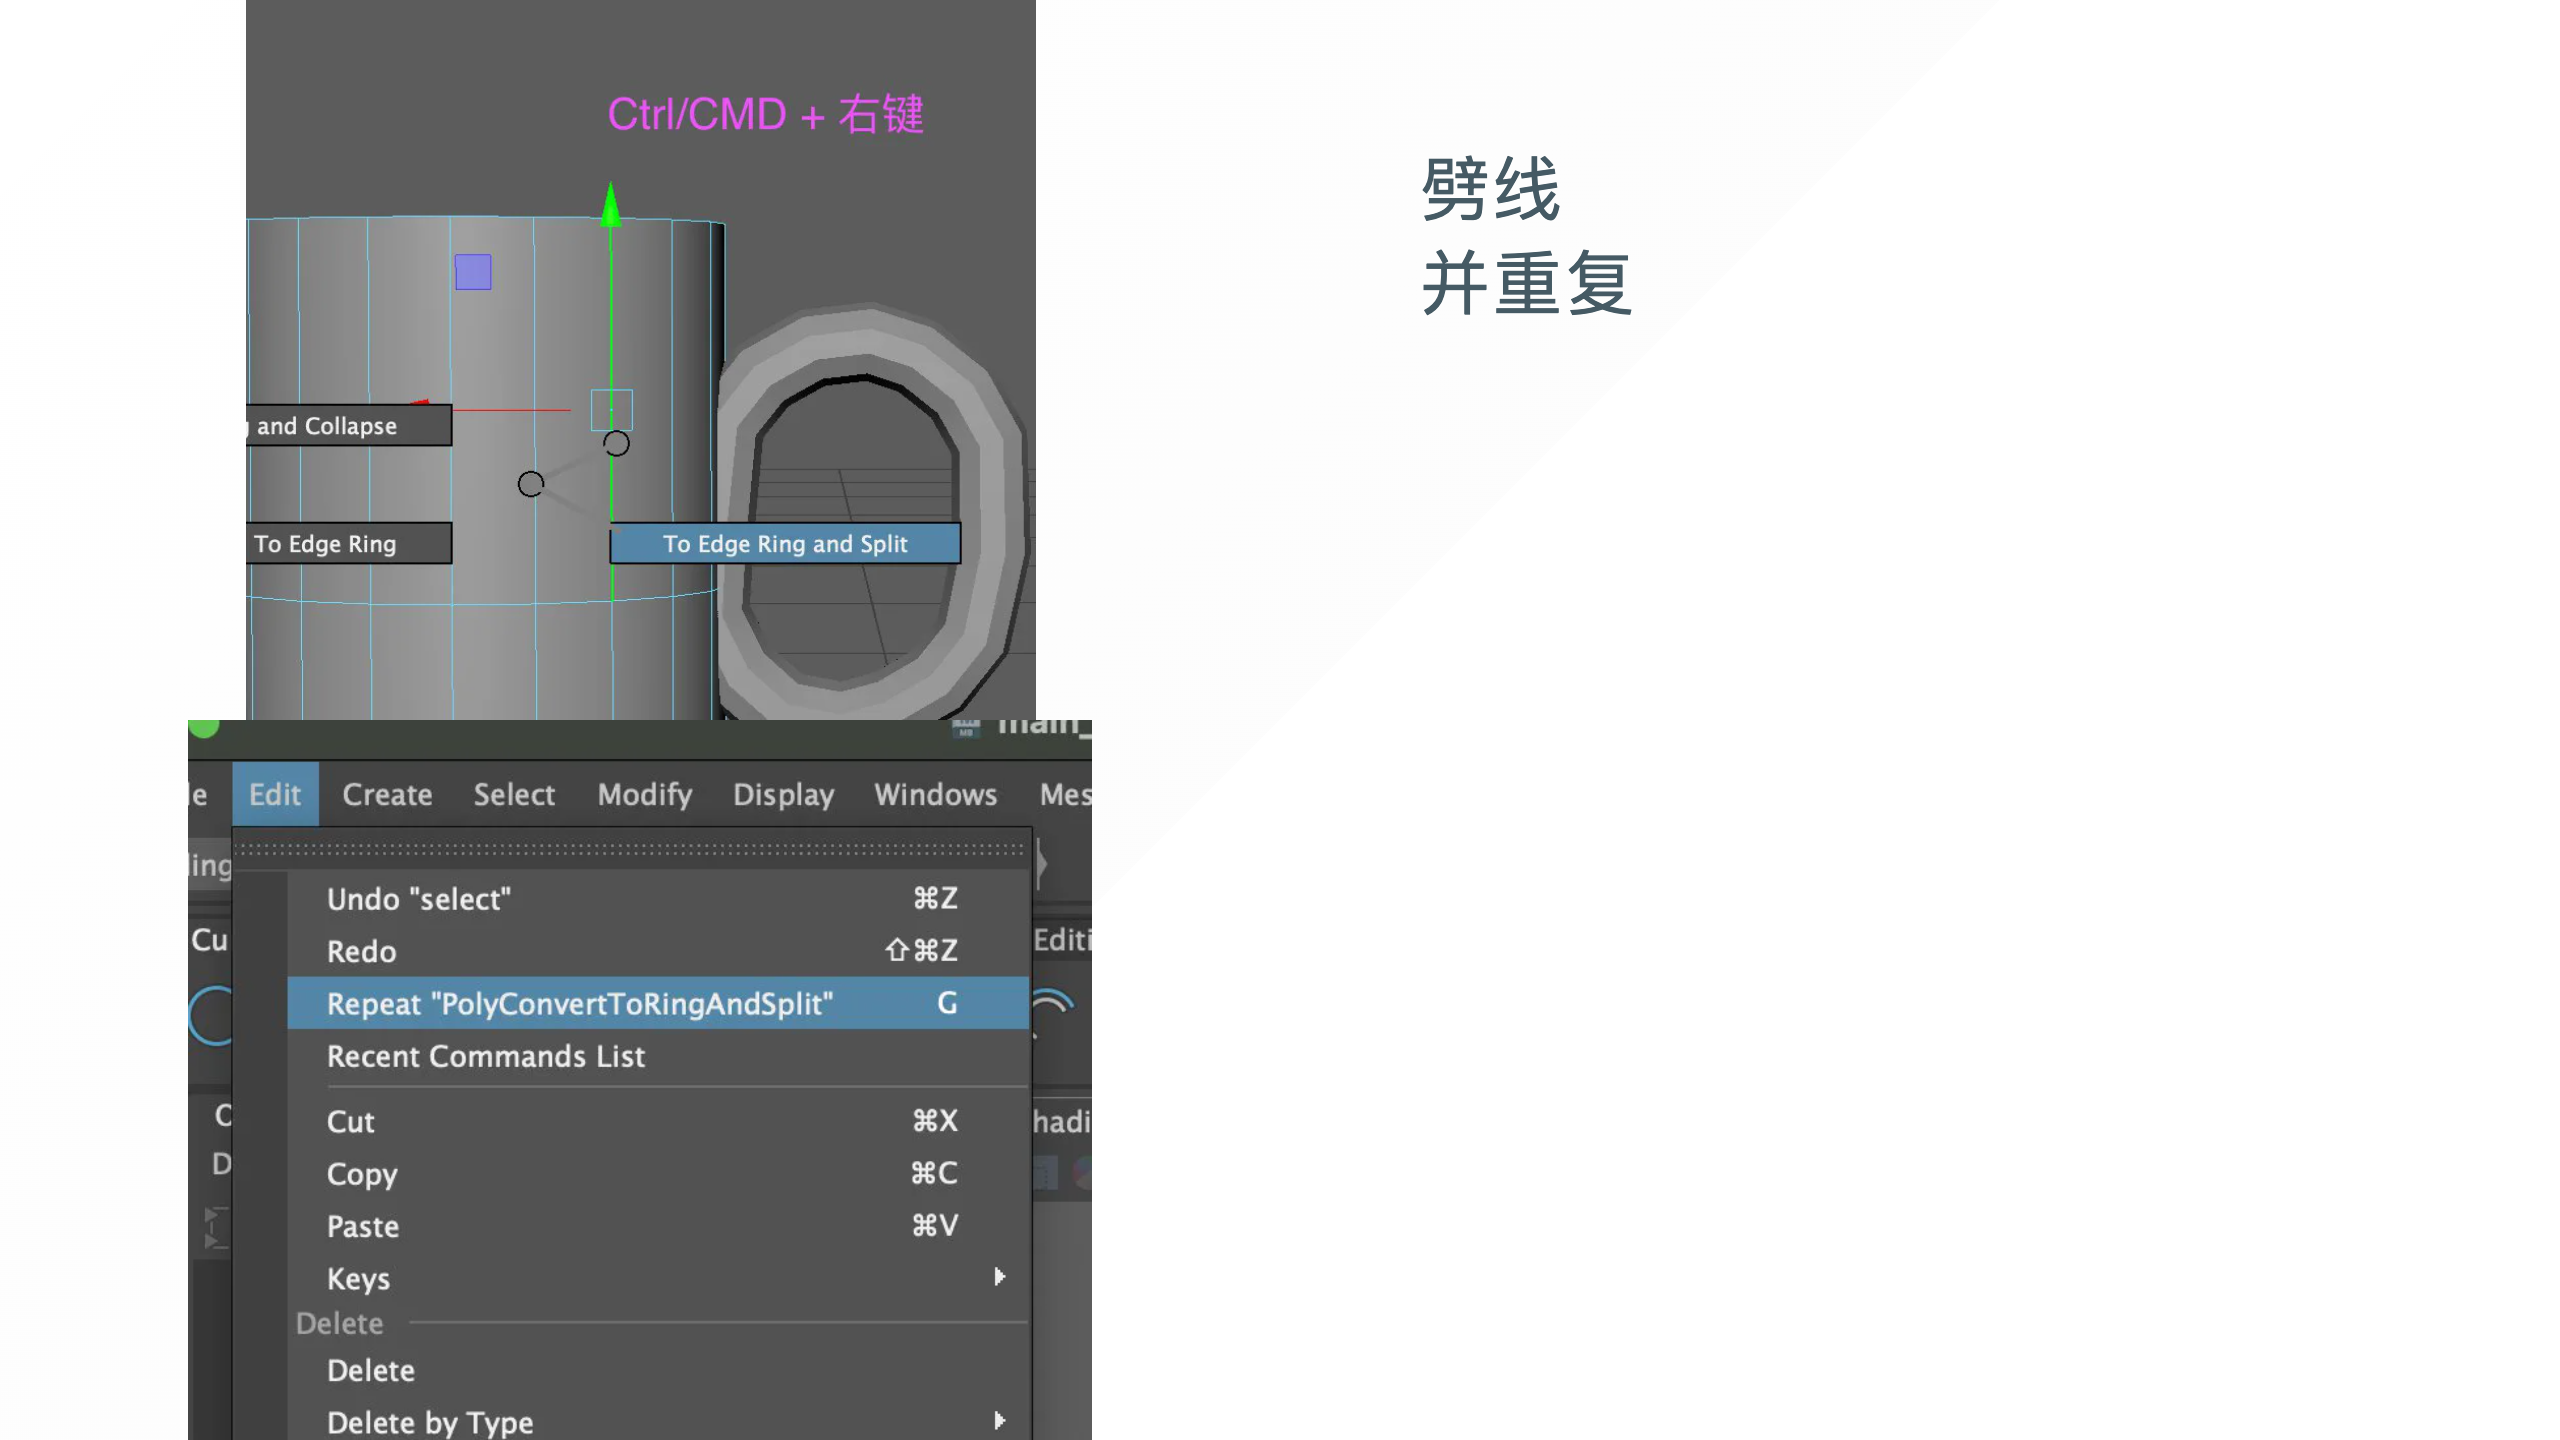 Ctrl/CMD + 右键
and Collapse
To Edge Ring
To Edge Ring and Split
劈线
并重复
main_
Edit Create Select Modify Display Windows
Undo "select" ⌘Z
Redo ⇧⌘Z
Repeat "PolyConvertToRingAndSplit" G
Recent Commands List
Cut ⌘X
Copy ⌘C
Paste ⌘V
Keys
Delete
Delete
Delete by Type